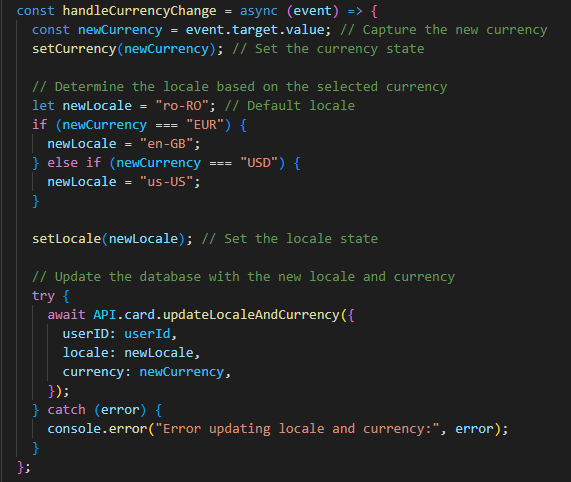 const handleCurrencyChange = async (event) => {
const newCurrency = event.target.value; // Capture the new currency
setCurrency(newCurrency); // Set the currency state
// Determine the locale based on the selected currency
let newLocale = "ro-RO"; // Default locale
if (newCurrency === "EUR") {
newLocale = "en-GB";
} else if (newCurrency === "USD") {
newLocale = "us-US";
}
setLocale(newLocale); // Set the locale state
// Update the database with the new locale and currency
try {
await API.card.updateLocaleAndCurrency({
userID: userId,
locale: newLocale,
currency: newCurrency,
});
} catch (error) {
console.error("Error updating locale and currency:", error);
}
};